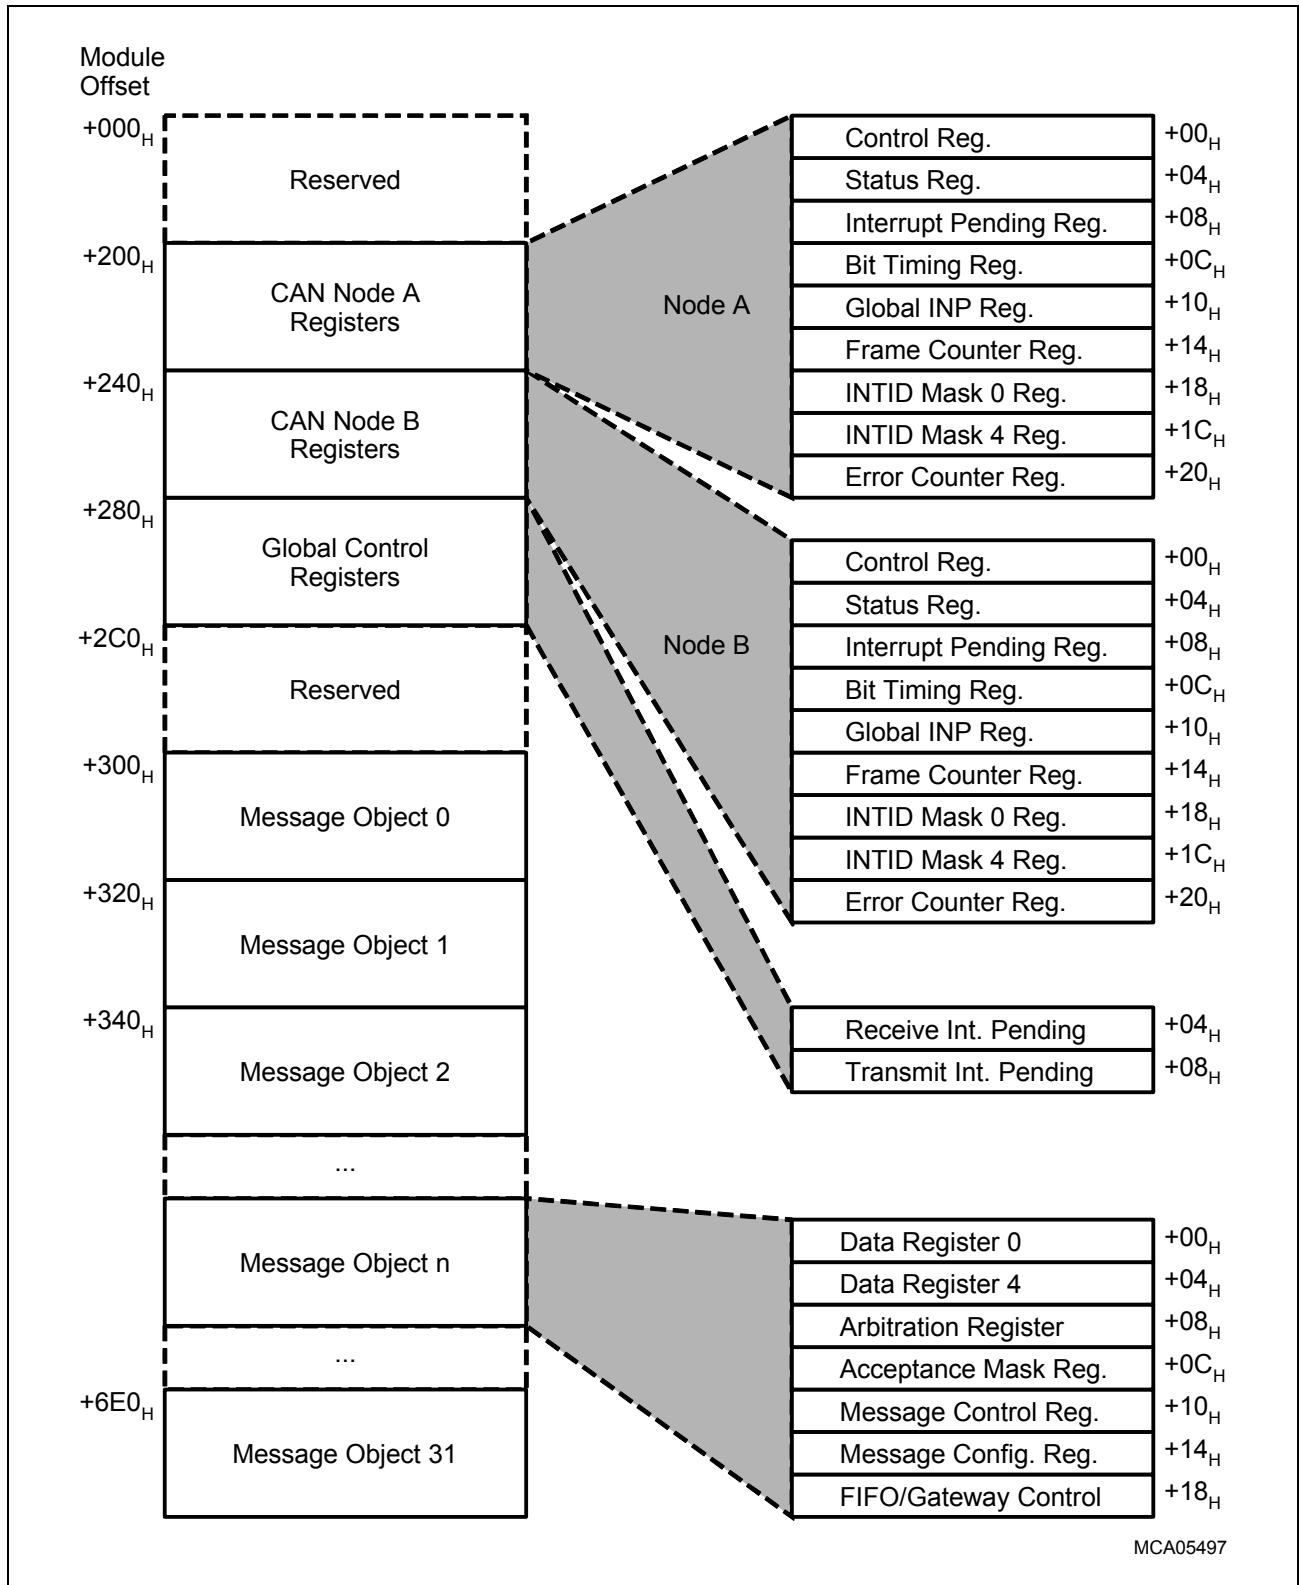 Module
Offset
+000H
Reserved
+200H
CAN Node A
Registers
+240H
CAN Node B
Registers
+280H
Global Control
Registers
+2C0H
Reserved
+300H
Message Object 0
+320H
Message Object 1
+340H
Message Object 2
...
Message Object n
...
+6E0H
Message Object 31
Node A
Control Reg. +00H
Status Reg. +04H
Interrupt Pending Reg. +08H
Bit Timing Reg. +0CH
Global INP Reg. +10H
Frame Counter Reg. +14H
INTID Mask 0 Reg. +18H
INTID Mask 4 Reg. +1CH
Error Counter Reg. +20H
Node B
Control Reg. +00H
Status Reg. +04H
Interrupt Pending Reg. +08H
Bit Timing Reg. +0CH
Global INP Reg. +10H
Frame Counter Reg. +14H
INTID Mask 0 Reg. +18H
INTID Mask 4 Reg. +1CH
Error Counter Reg. +20H
Receive Int. Pending +04H
Transmit Int. Pending +08H
Data Register 0 +00H
Data Register 4 +04H
Arbitration Register +08H
Acceptance Mask Reg. +0CH
Message Control Reg. +10H
Message Config. Reg. +14H
FIFO/Gateway Control +18H
MCA05497